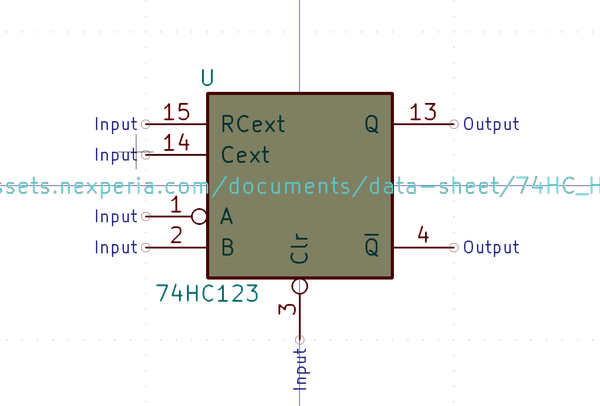 U
Input 15 RCext Q 13 Output
Input 14 Cext
ssets.nexperia.com/documents/data-sheet/74HC_H
Input 1 A
Input 2 B Clr Q 4 Output
74HC123
3
Input